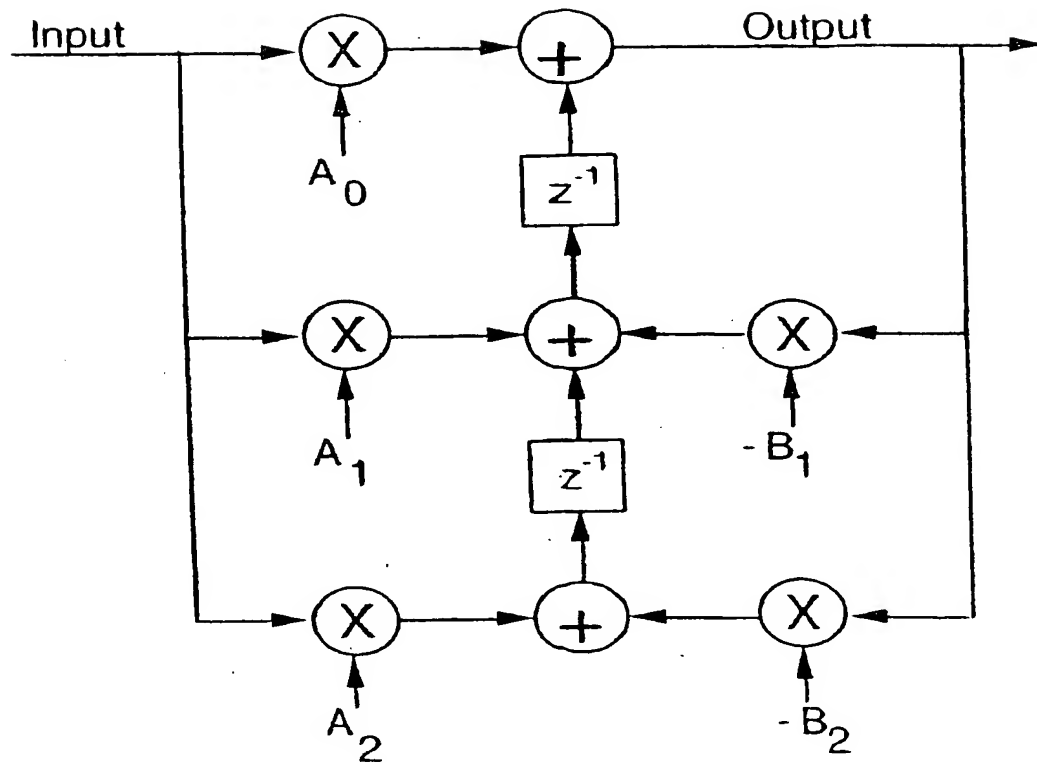 Input
Output
X
+
A₀
z⁻¹
X
+
X
A₁
-B₁
z⁻¹
X
+
X
A₂
-B₂